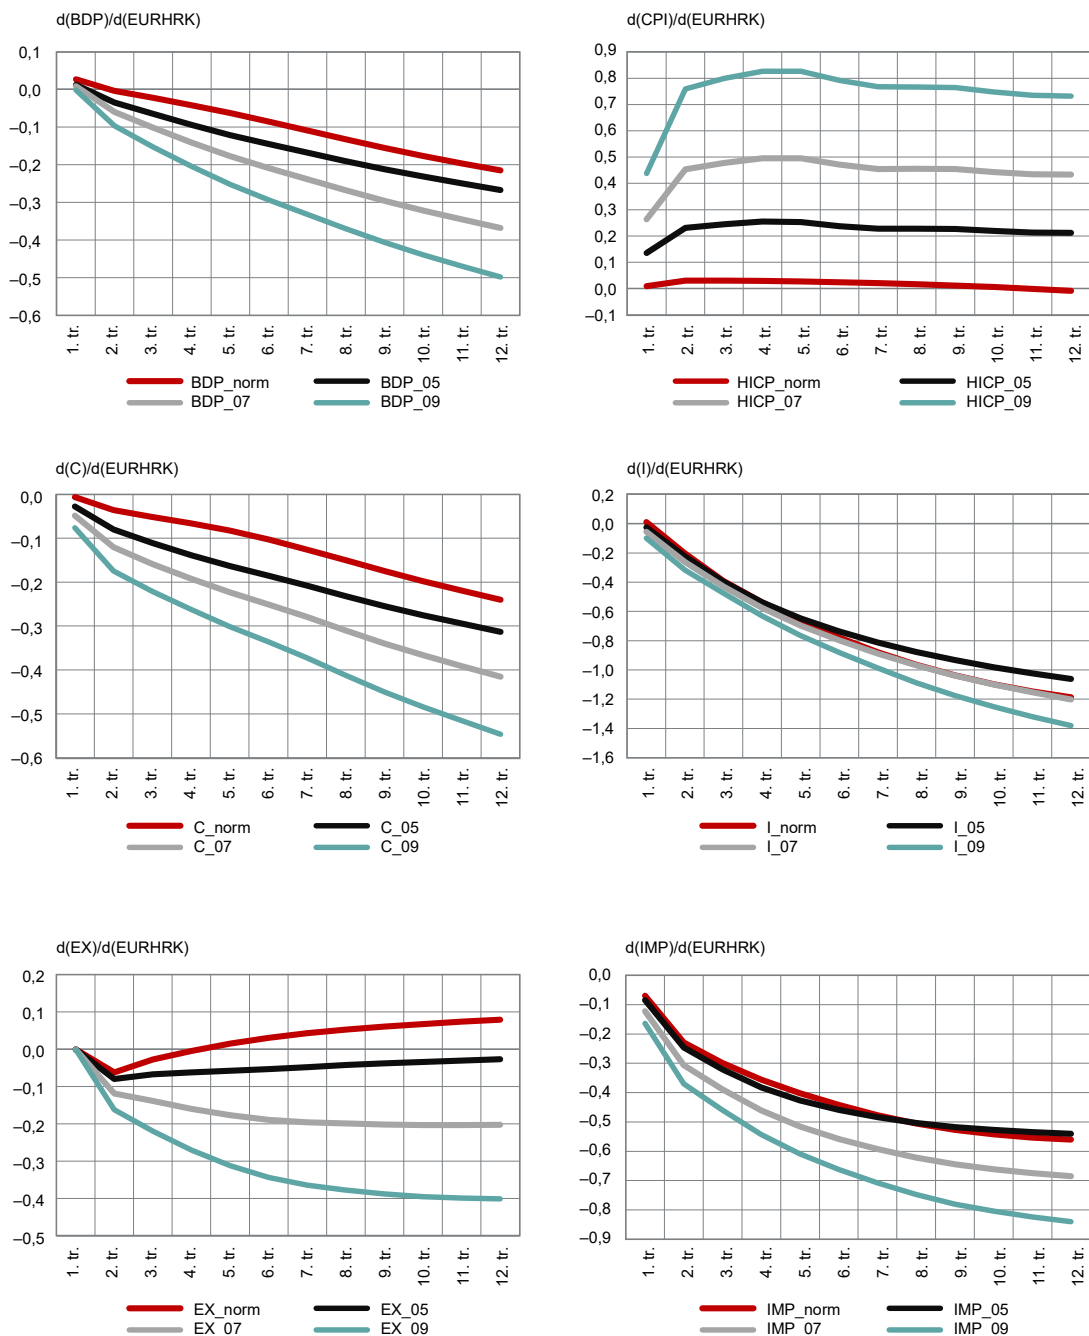 d(BDP)/d(EURHRK)
0,1
0,0
–0,1
–0,2
–0,3
–0,4
–0,5
–0,6
1. tr.
2. tr.
3. tr.
4. tr.
5. tr.
6. tr.
7. tr.
8. tr.
9. tr.
10. tr.
11. tr.
12. tr.
BDP_norm
BDP_05
BDP_07
BDP_09
d(CPI)/d(EURHRK)
0,9
0,8
0,7
0,6
0,5
0,4
0,3
0,2
0,1
0,0
–0,1
1. tr.
2. tr.
3. tr.
4. tr.
5. tr.
6. tr.
7. tr.
8. tr.
9. tr.
10. tr.
11. tr.
12. tr.
HICP_norm
HICP_05
HICP_07
HICP_09
d(C)/d(EURHRK)
0,0
–0,1
–0,2
–0,3
–0,4
–0,5
–0,6
1. tr.
2. tr.
3. tr.
4. tr.
5. tr.
6. tr.
7. tr.
8. tr.
9. tr.
10. tr.
11. tr.
12. tr.
C_norm
C_05
C_07
C_09
d(I)/d(EURHRK)
0,2
0,0
–0,2
–0,4
–0,6
–0,8
–1,0
–1,2
–1,4
–1,6
1. tr.
2. tr.
3. tr.
4. tr.
5. tr.
6. tr.
7. tr.
8. tr.
9. tr.
10. tr.
11. tr.
12. tr.
I_norm
I_05
I_07
I_09
d(EX)/d(EURHRK)
0,2
0,1
0,0
–0,1
–0,2
–0,3
–0,4
–0,5
1. tr.
2. tr.
3. tr.
4. tr.
5. tr.
6. tr.
7. tr.
8. tr.
9. tr.
10. tr.
11. tr.
12. tr.
EX_norm
EX_05
EX_07
EX_09
d(IMP)/d(EURHRK)
0,0
–0,1
–0,2
–0,3
–0,4
–0,5
–0,6
–0,7
–0,8
–0,9
1. tr.
2. tr.
3. tr.
4. tr.
5. tr.
6. tr.
7. tr.
8. tr.
9. tr.
10. tr.
11. tr.
12. tr.
IMP_norm
IMP_05
IMP_07
IMP_09